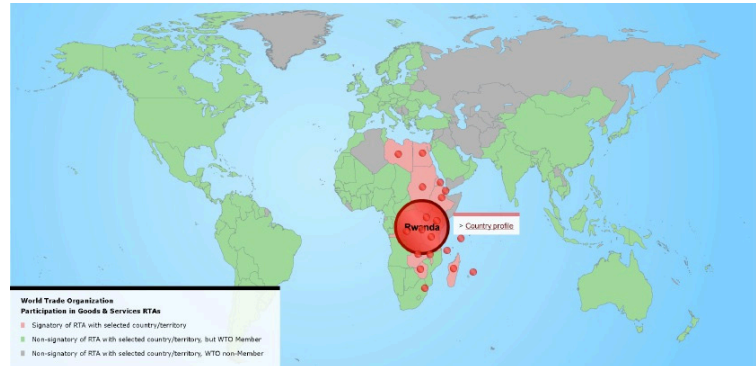 Rwanda
> Country profile
World Trade Organization
Participation in Goods & Services RTAs
Signatory of RTA with selected country/territory
Non-signatory of RTA with selected country/territory, but WTO Member
Non-signatory of RTA with selected country/territory, WTO non-Member